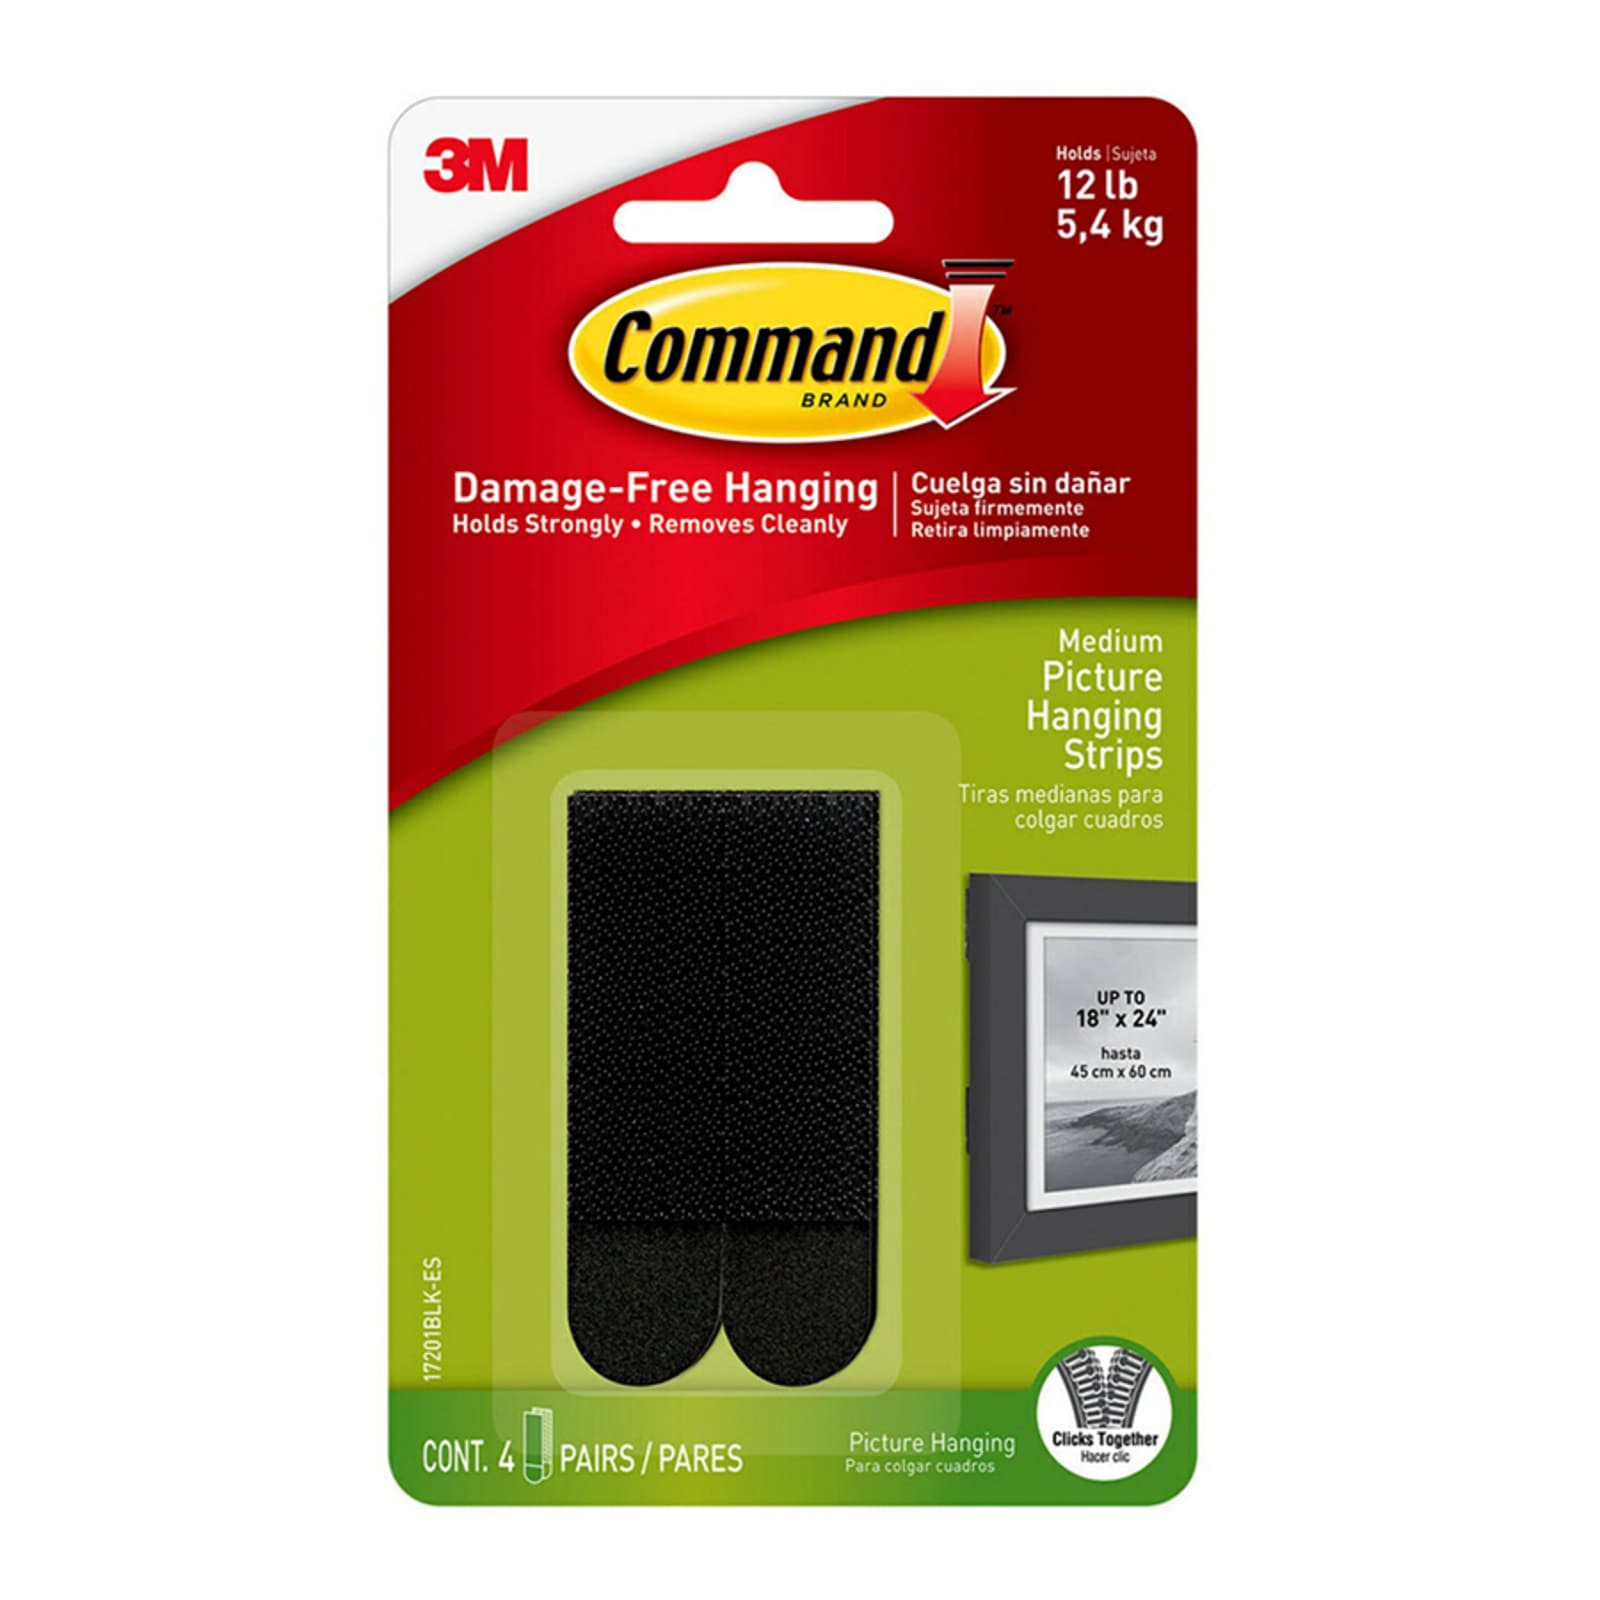 3M
Holds | Sujeta
12 lb
5,4 kg
Command™
BRAND
Damage-Free Hanging
Holds Strongly • Removes Cleanly
Cuelga sin dañar
Sujeta firmemente
Retira limpiamente
Medium
Picture
Hanging
Strips
Tiras medianas para
colgar cuadros
UP TO
18" x 24"
hasta
45 cm x 60 cm
17201BLK-ES
CONT. 4 PAIRS / PARES
Picture Hanging
Para colgar cuadros
Clicks Together
Hacer clic